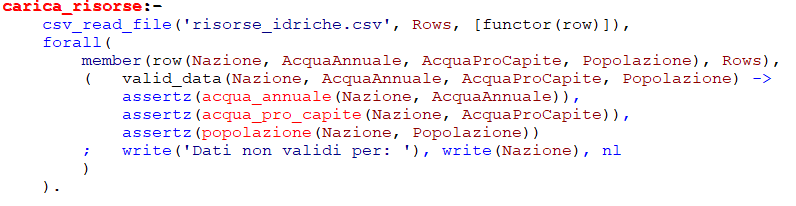 carica_risorse:-
    csv_read_file('risorse_idriche.csv', Rows, [functor(row)]),
    forall(
        member(row(Nazione, AcquaAnnuale, AcquaProCapite, Popolazione), Rows),
        (   valid_data(Nazione, AcquaAnnuale, AcquaProCapite, Popolazione) ->
            assertz(acqua_annuale(Nazione, AcquaAnnuale)),
            assertz(acqua_pro_capite(Nazione, AcquaProCapite)),
            assertz(popolazione(Nazione, Popolazione))
        ;   write('Dati non validi per: '), write(Nazione), nl
        )
    ).